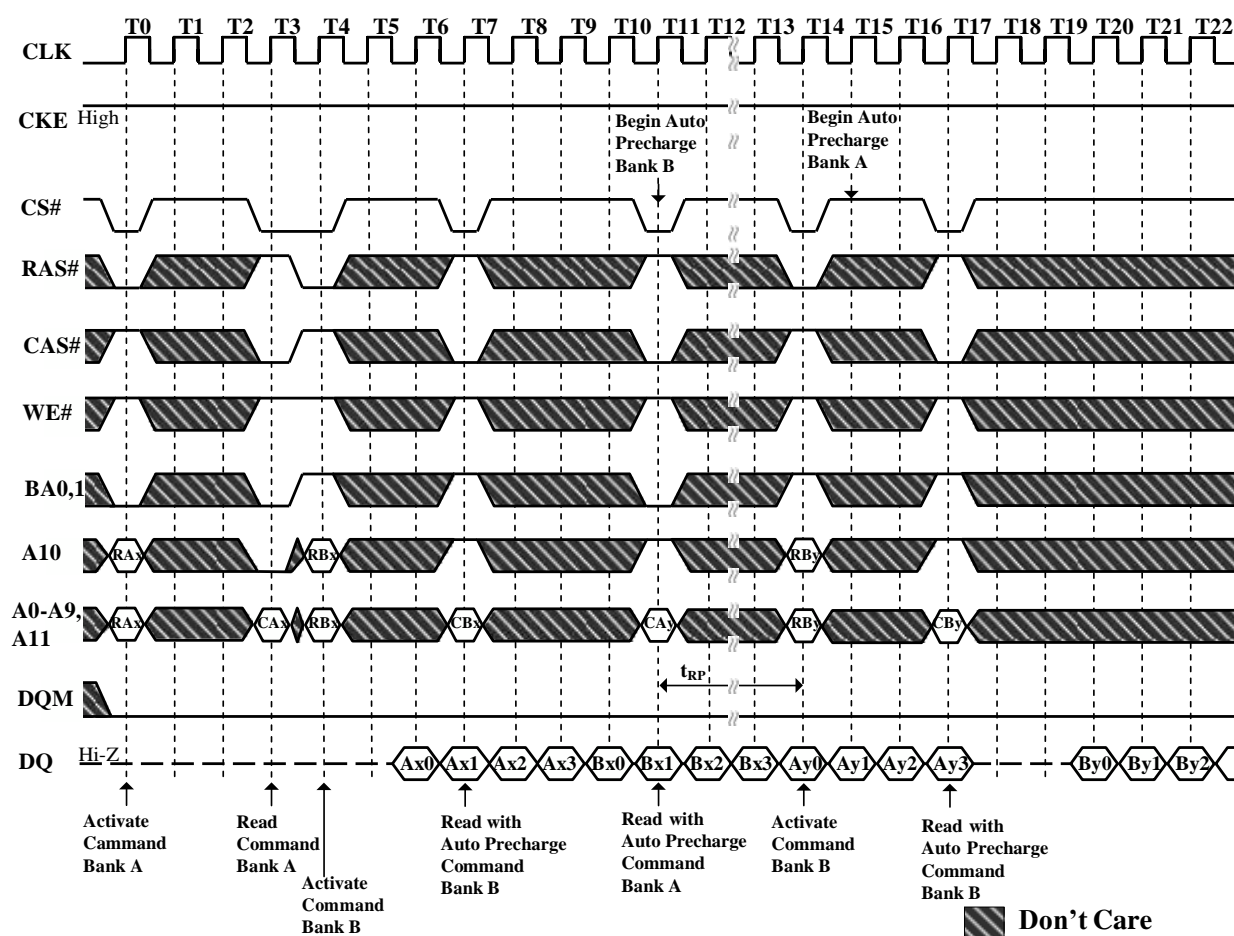 T0 T1 T2 T3 T4 T5 T6 T7 T8 T9 T10 T11 T12 T13 T14 T15 T16 T17 T18 T19 T20 T21 T22
CLK
CKE High
Begin Auto
Precharge
Bank B
Begin Auto
Precharge
Bank A
CS#
RAS#
CAS#
WE#
BA0,1
A10 RAx RBx RBy
A0-A9,
A11
RAx CAx RBx CBx CAy RBy CBy
tRP
DQM
DQ Hi-Z Ax0 Ax1 Ax2 Ax3 Bx0 Bx1 Bx2 Bx3 Ay0 Ay1 Ay2 Ay3 By0 By1 By2
Activate
Cammand
Bank A
Read
Command
Bank A
Activate
Command
Bank B
Read with
Auto Precharge
Command
Bank B
Read with
Auto Precharge
Command
Bank A
Activate
Command
Bank B
Read with
Auto Precharge
Command
Bank B
Don't Care